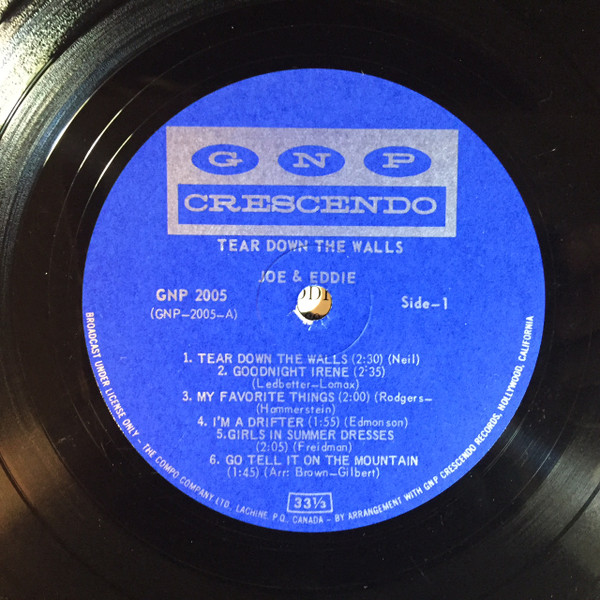 G N P
CRESCENDO
TEAR DOWN THE WALLS
JOE & EDDIE
GNP 2005
(GNP-2005-A)
Side-1
1. TEAR DOWN THE WALLS (2:30) (Neil)
2. GOODNIGHT IRENE (2:35)
(Ledbetter-Lomax)
3. MY FAVORITE THINGS (2:00) (Rodgers-
(Hammerstein)
4. I'M A DRIFTER (1:55) (Edmonson)
5.GIRLS IN SUMMER DRESSES
(2:05) (Freidman)
6. GO TELL IT ON THE MOUNTAIN
(1:45) (Arr: Brown-Gilbert)
33⅓
BROADCAST UNDER LICENSE ONLY - THE COMPO COMPANY LTD. LACHINE P.Q. CANADA - BY ARRANGEMENT WITH GNP CRESCENDO RECORDS, HOLLYWOOD, CALIFORNIA